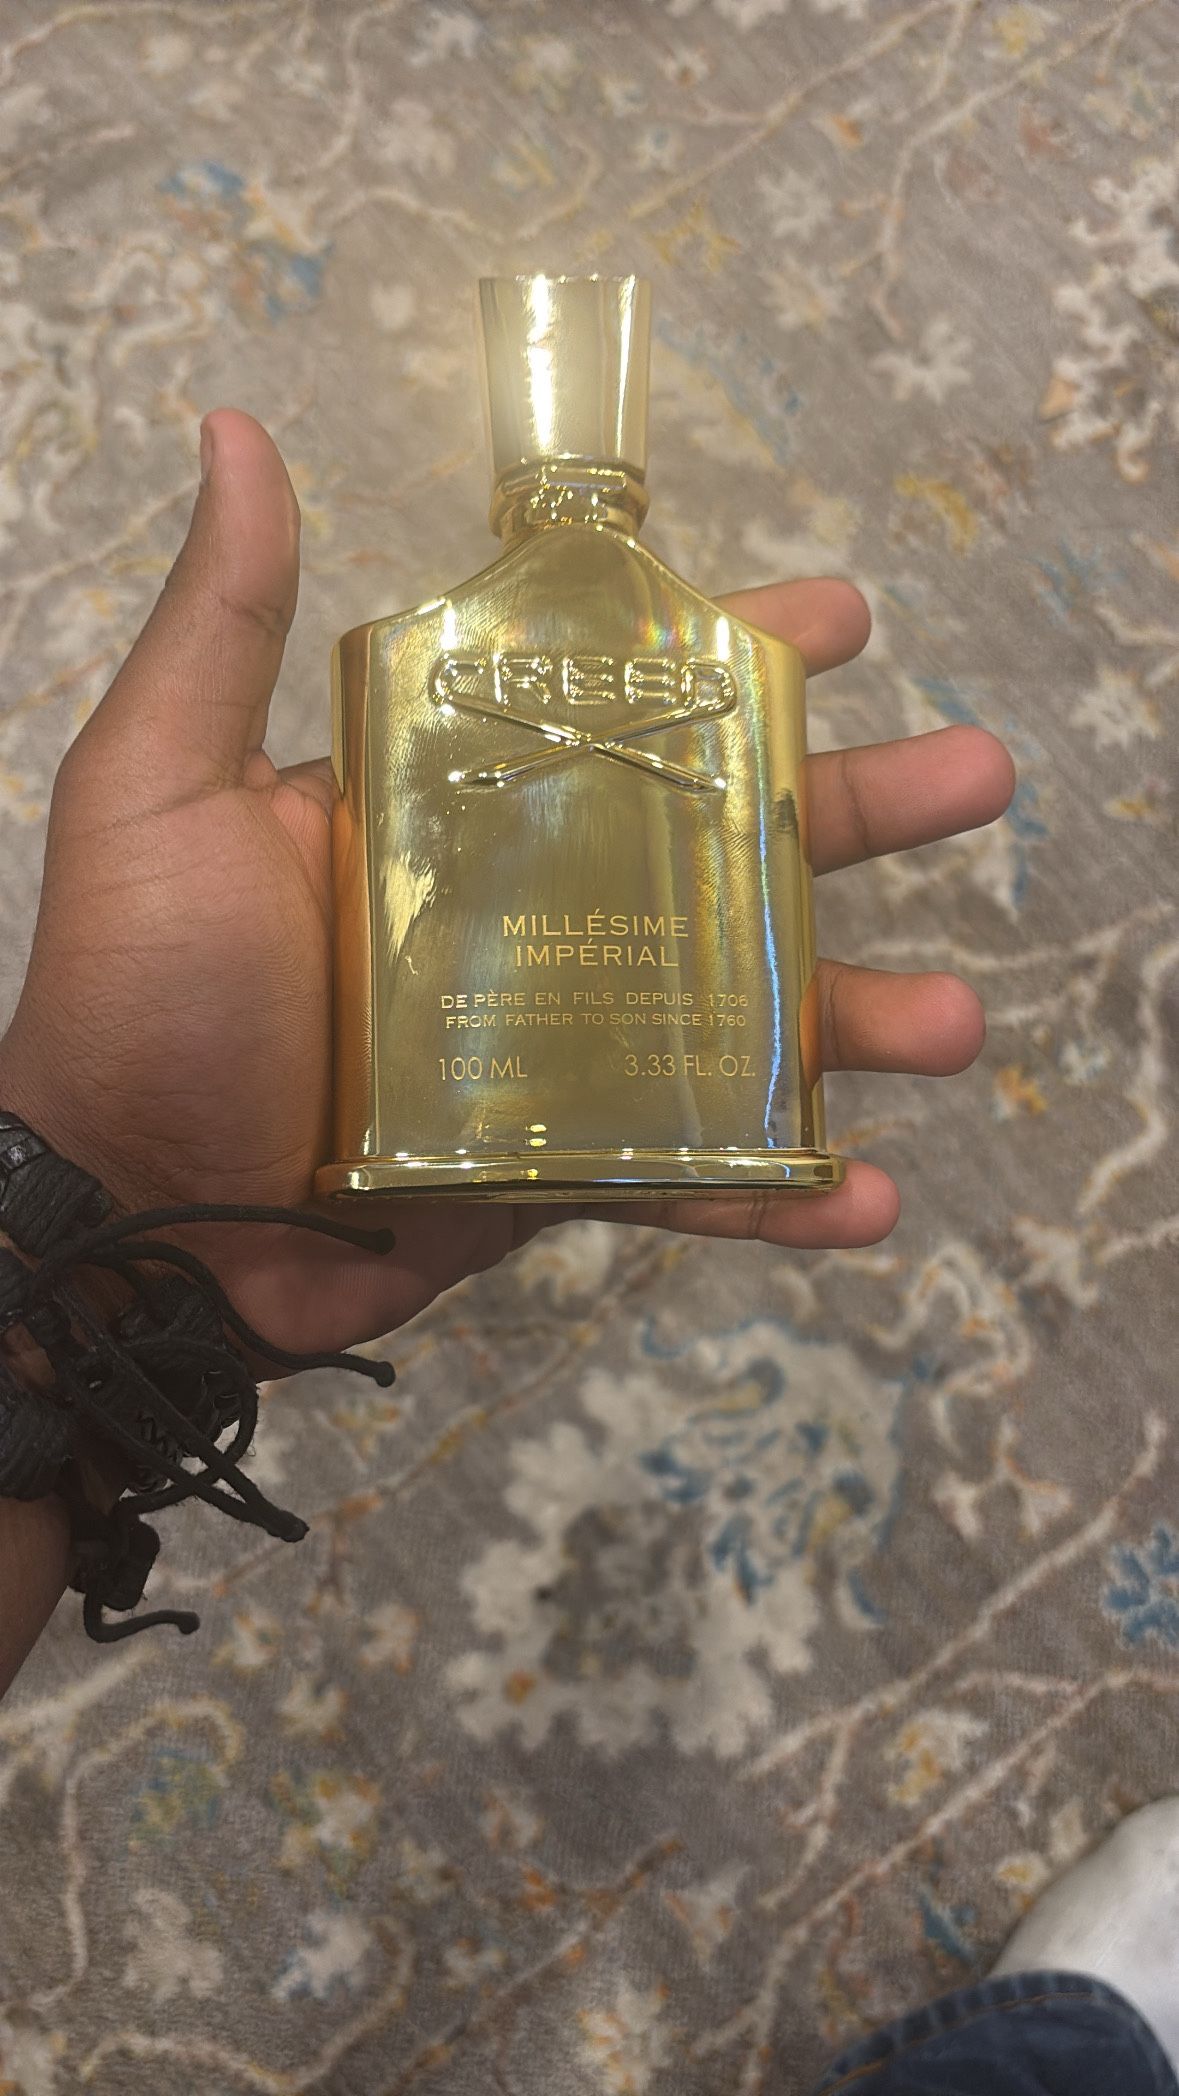 CREED
MILLÉSIME
IMPÉRIAL
DE PÈRE EN FILS DEPUIS 1706
FROM FATHER TO SON SINCE 1760
100 ML 3.33 FL. OZ.